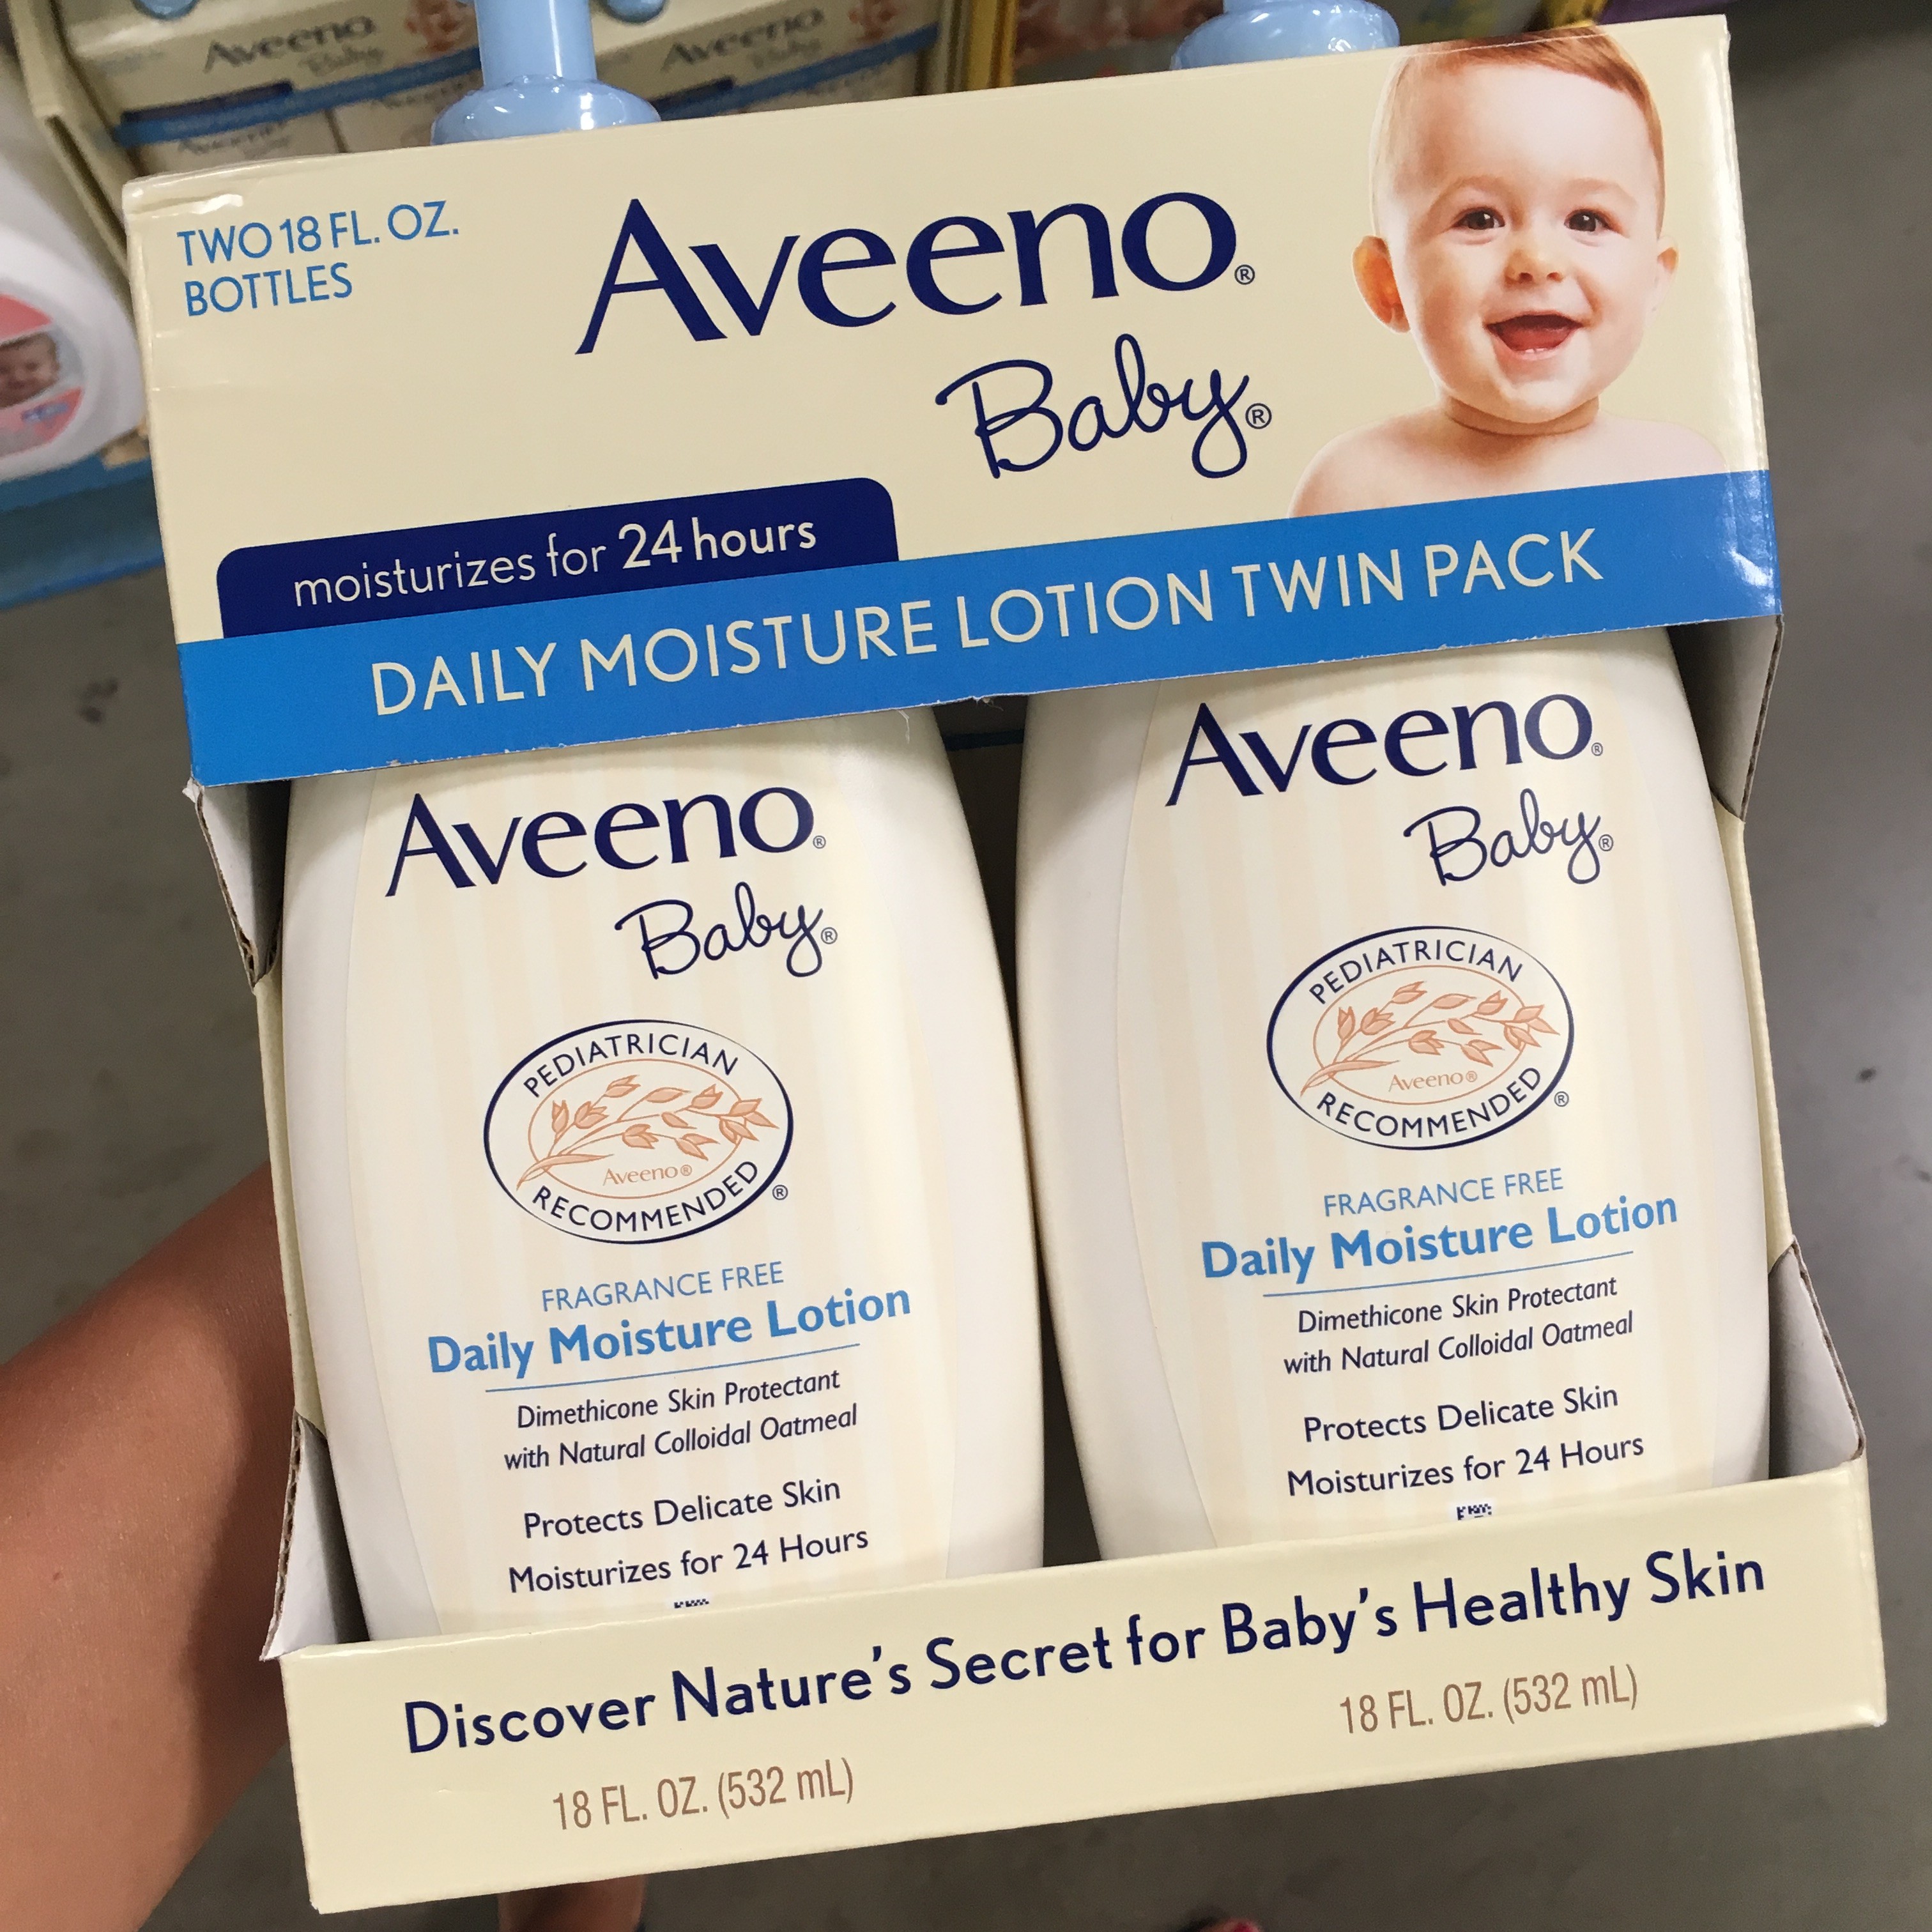 Aveeno
Baby
Aveeno
Baby
TWO 18 FL. OZ.
BOTTLES
Aveeno®
Baby®
moisturizes for 24 hours
DAILY MOISTURE LOTION TWIN PACK
Aveeno®
Baby®
PEDIATRICIAN
Aveeno®
RECOMMENDED®
FRAGRANCE FREE
Daily Moisture Lotion
Dimethicone Skin Protectant
with Natural Colloidal Oatmeal
Protects Delicate Skin
Moisturizes for 24 Hours
Aveeno®
Baby®
PEDIATRICIAN
Aveeno®
RECOMMENDED®
FRAGRANCE FREE
Daily Moisture Lotion
Dimethicone Skin Protectant
with Natural Colloidal Oatmeal
Protects Delicate Skin
Moisturizes for 24 Hours
Discover Nature's Secret for Baby's Healthy Skin
18 FL. OZ. (532 mL)
18 FL. OZ. (532 mL)